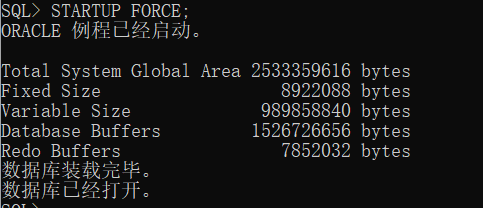 SQL> STARTUP FORCE;
ORACLE 例程已经启动。
Total System Global Area 2533359616 bytes
Fixed Size 8922088 bytes
Variable Size 989858840 bytes
Database Buffers 1526726656 bytes
Redo Buffers 7852032 bytes
数据库装载完毕。
数据库已经打开。
SQL>